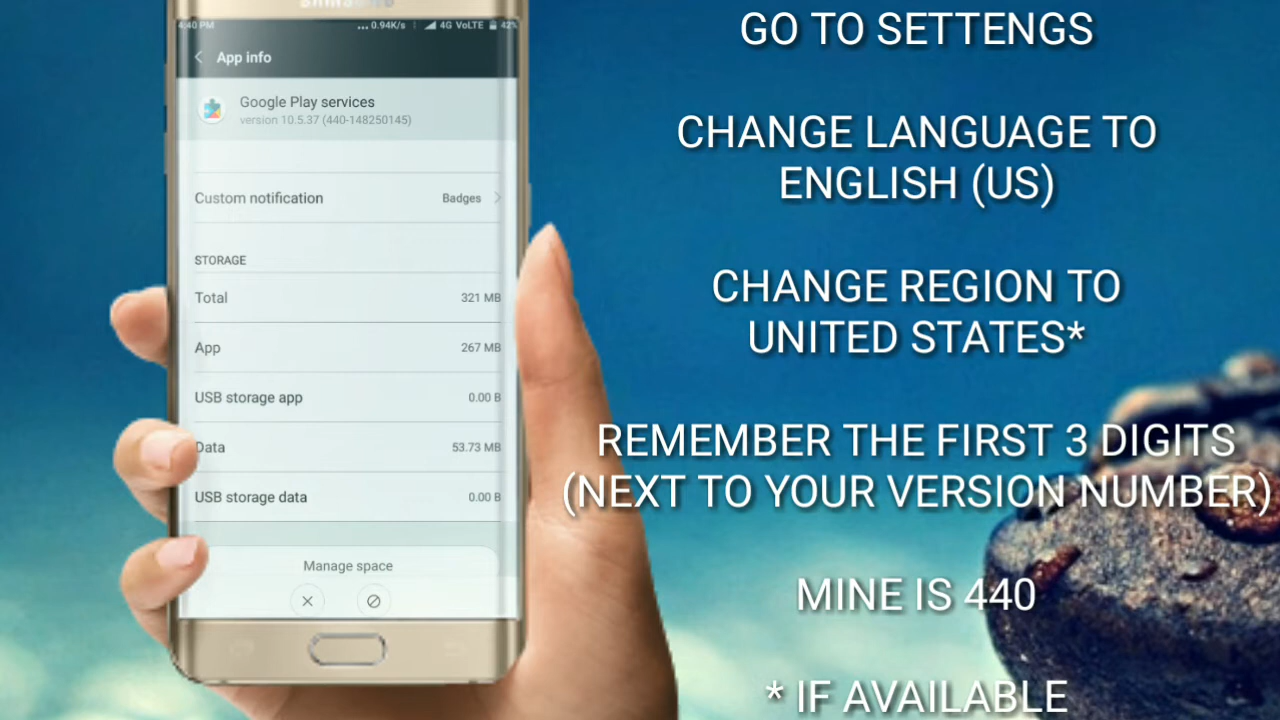 SAMSUNG
4:40 PM ... 0.94K/s 4G VoLTE 42%
App info
Google Play services
version 10.5.37 (440-148250145)
Custom notification Badges
STORAGE
Total 321 MB
App 267 MB
USB storage app 0.00 B
Data 53.73 MB
USB storage data 0.00 B
Manage space
GO TO SETTENGS
CHANGE LANGUAGE TO
ENGLISH (US)
CHANGE REGION TO
UNITED STATES*
REMEMBER THE FIRST 3 DIGITS
(NEXT TO YOUR VERSION NUMBER)
MINE IS 440
* IF AVAILABLE